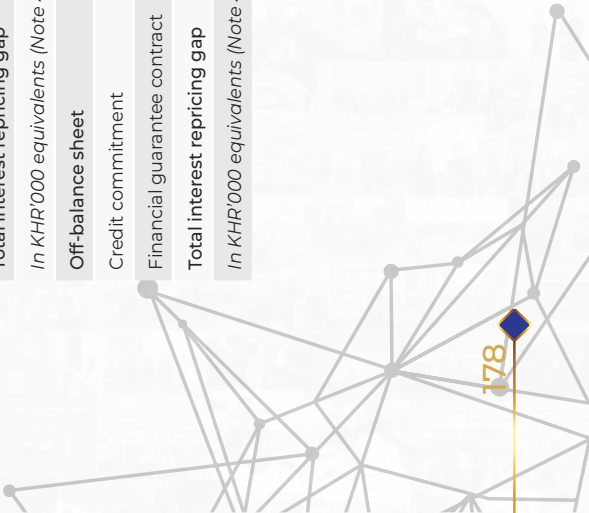 interest repricing gap
In KHR'000 equivalents (Note
Off-balance sheet
Credit commitment
Financial guarantee contract
Total interest repricing gap
In KHR'000 equivalents (Note
178